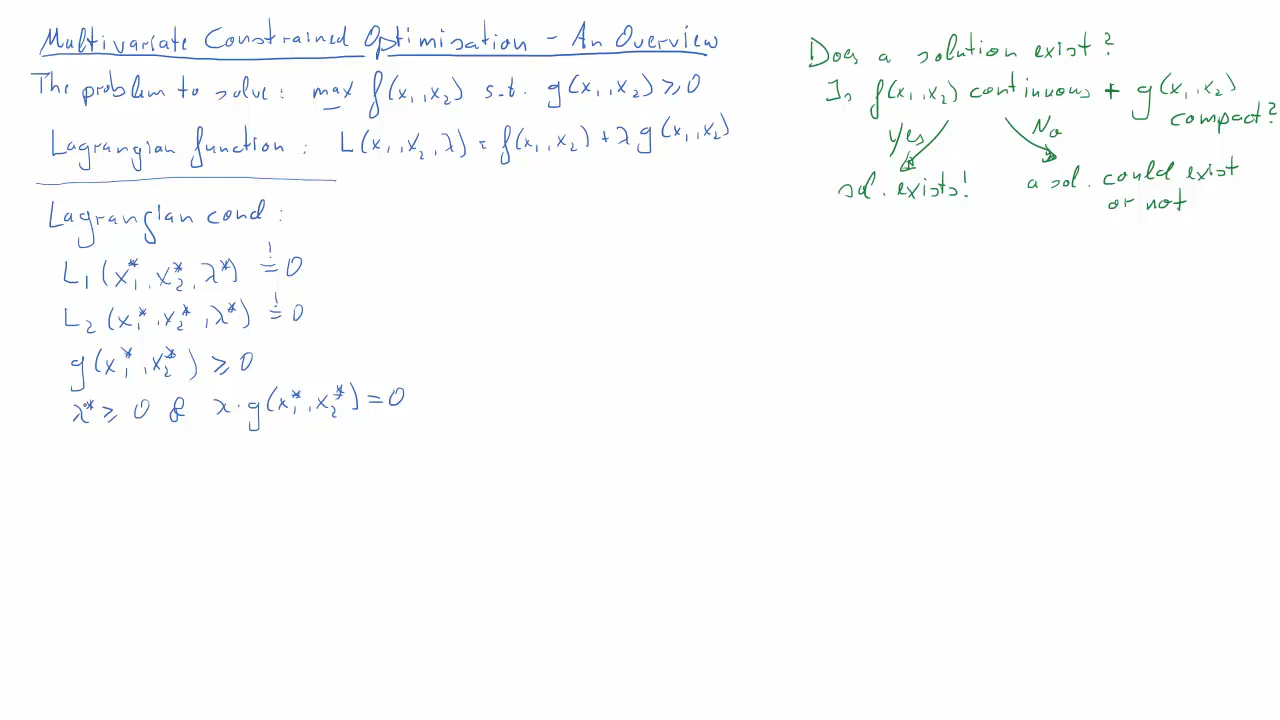 Multivariate Constrained Optimisation - An Overview
The problem to solve: max f(x₁,x₂) s.t. g(x₁,x₂) ⩾ 0
Lagrangian function: L(x₁,x₂,λ) = f(x₁,x₂) + λ g(x₁,x₂)
Lagrangian cond:
L₁(x₁*,x₂*,λ*) =! 0
L₂(x₁*,x₂*,λ*) =! 0
g(x₁*,x₂*) ⩾ 0
λ* ⩾ 0 & λ·g(x₁*,x₂*) = 0
Does a solution exist?
Is f(x₁,x₂) continuous + g(x₁,x₂)
compact?
Yes No
sol. exists! a sol. could exist
or not